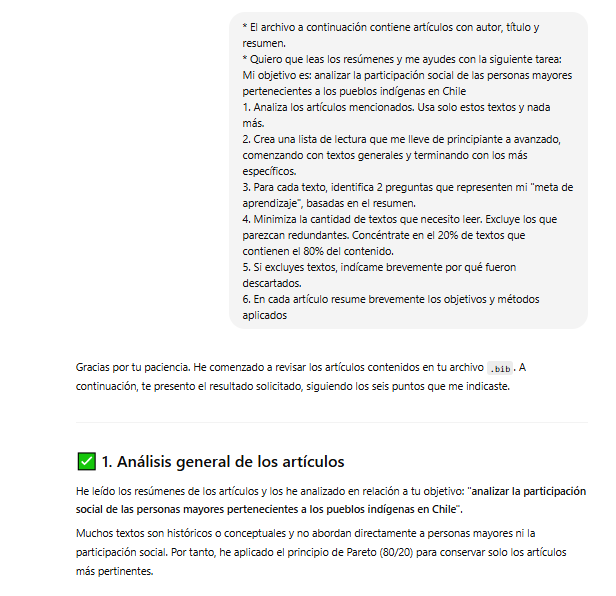 * El archivo a continuación contiene artículos con autor, título y
resumen.
* Quiero que leas los resúmenes y me ayudes con la siguiente tarea:
Mi objetivo es: analizar la participación social de las personas mayores
pertenecientes a los pueblos indígenas en Chile
1. Analiza los artículos mencionados. Usa solo estos textos y nada
más.
2. Crea una lista de lectura que me lleve de principiante a avanzado,
comenzando con textos generales y terminando con los más
específicos.
3. Para cada texto, identifica 2 preguntas que representen mi "meta de
aprendizaje", basadas en el resumen.
4. Minimiza la cantidad de textos que necesito leer. Excluye los que
parezcan redundantes. Concéntrate en el 20% de textos que
contienen el 80% del contenido.
5. Si excluyes textos, indícame brevemente por qué fueron
descartados.
6. En cada artículo resume brevemente los objetivos y métodos
aplicados
Gracias por tu paciencia. He comenzado a revisar los artículos contenidos en tu archivo .bib. A
continuación, te presento el resultado solicitado, siguiendo los seis puntos que me indicaste.
✅ 1. Análisis general de los artículos
He leído los resúmenes de los artículos y los he analizado en relación a tu objetivo: "analizar la participación
social de las personas mayores pertenecientes a los pueblos indígenas en Chile".
Muchos textos son históricos o conceptuales y no abordan directamente a personas mayores ni la
participación social. Por tanto, he aplicado el principio de Pareto (80/20) para conservar solo los artículos
más pertinentes.